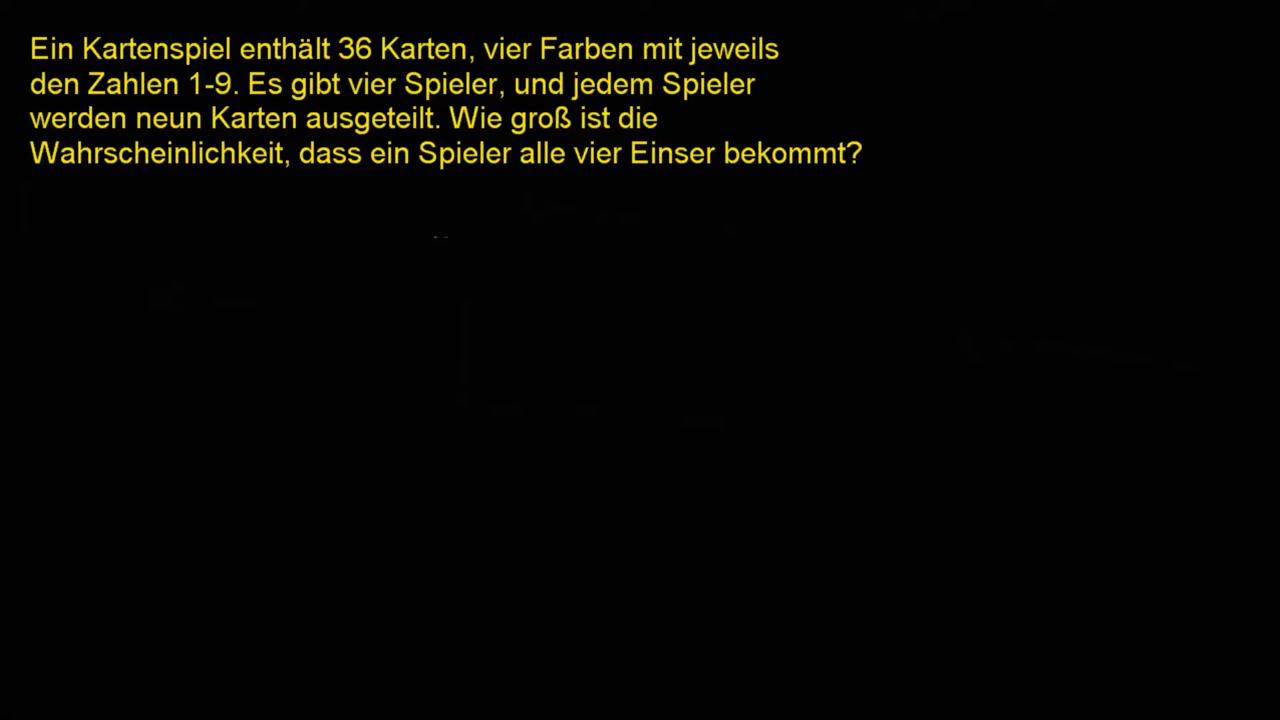 Ein Kartenspiel enthält 36 Karten, vier Farben mit jeweils
den Zahlen 1-9. Es gibt vier Spieler, und jedem Spieler
werden neun Karten ausgeteilt. Wie groß ist die
Wahrscheinlichkeit, dass ein Spieler alle vier Einser bekommt?